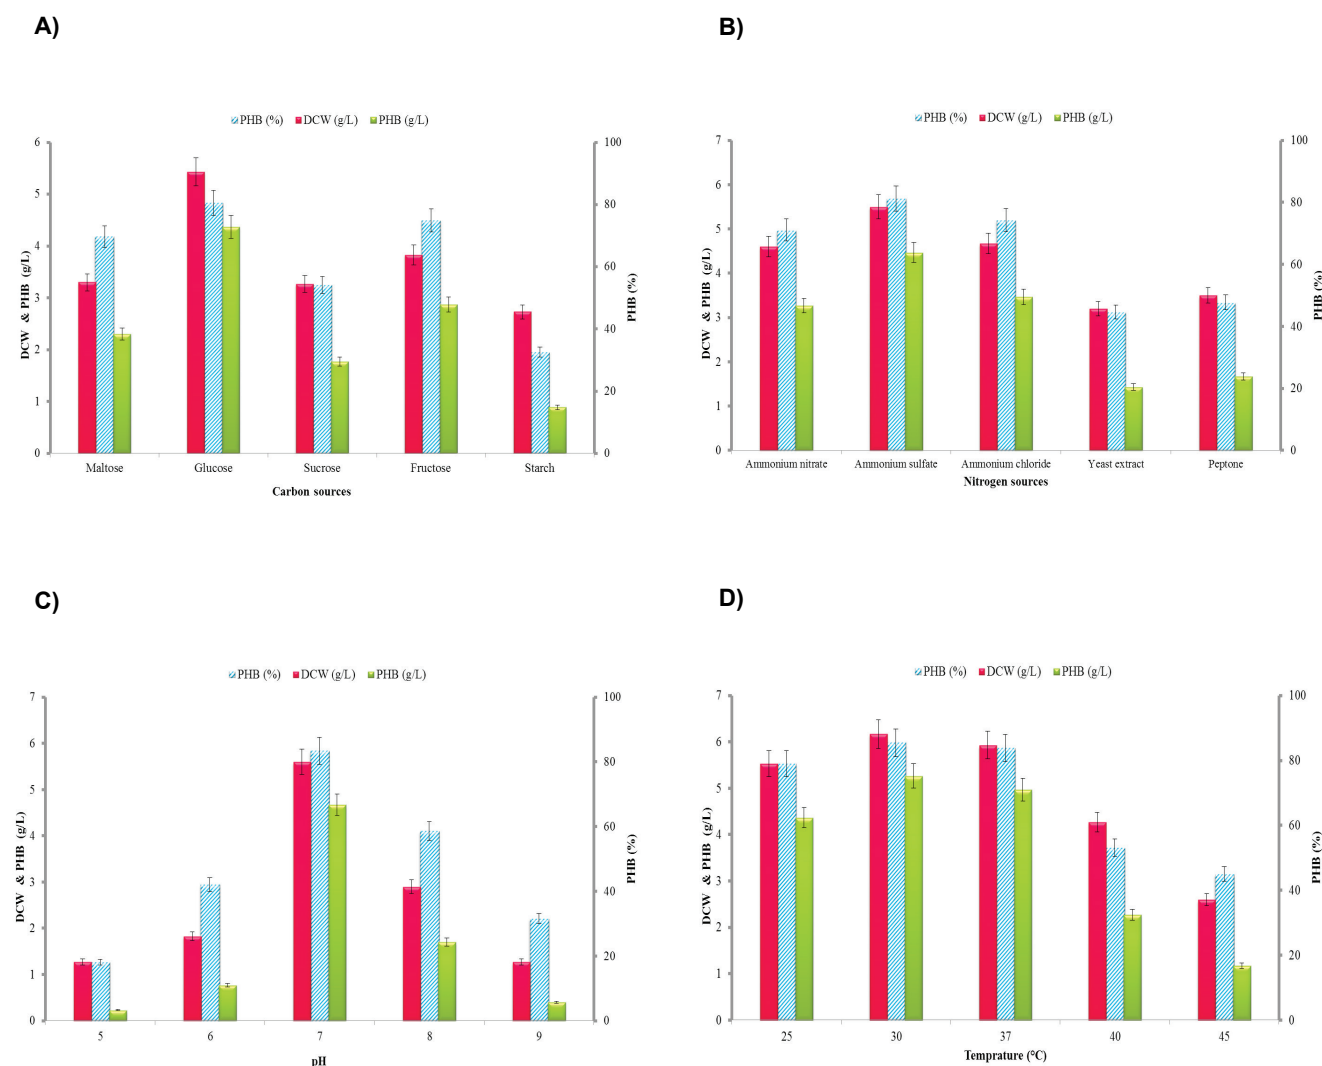 A)
PHB (%) DCW (g/L) PHB (g/L)
6 100
5 80
4 60
3
2 40
1 20
0 0
DCW & PHB (g/L)
PHB (%)
Maltose Glucose Sucrose Fructose Starch
Carbon sources
B)
PHB (%) DCW (g/L) PHB (g/L)
7 100
6 80
5
4 60
3 40
2
1 20
0 0
DCW & PHB (g/L)
PHB (%)
Ammonium nitrate Ammonium sulfate Ammonium chloride Yeast extract Peptone
Nitrogen sources
C)
PHB (%) DCW (g/L) PHB (g/L)
7 100
6 80
5
4 60
3 40
2
1 20
0 0
DCW & PHB (g/L)
PHB (%)
5 6 7 8 9
pH
D)
PHB (%) DCW (g/L) PHB (g/L)
7 100
6 80
5
4 60
3 40
2
1 20
0 0
DCW & PHB (g/L)
PHB (%)
25 30 37 40 45
Temprature (°C)